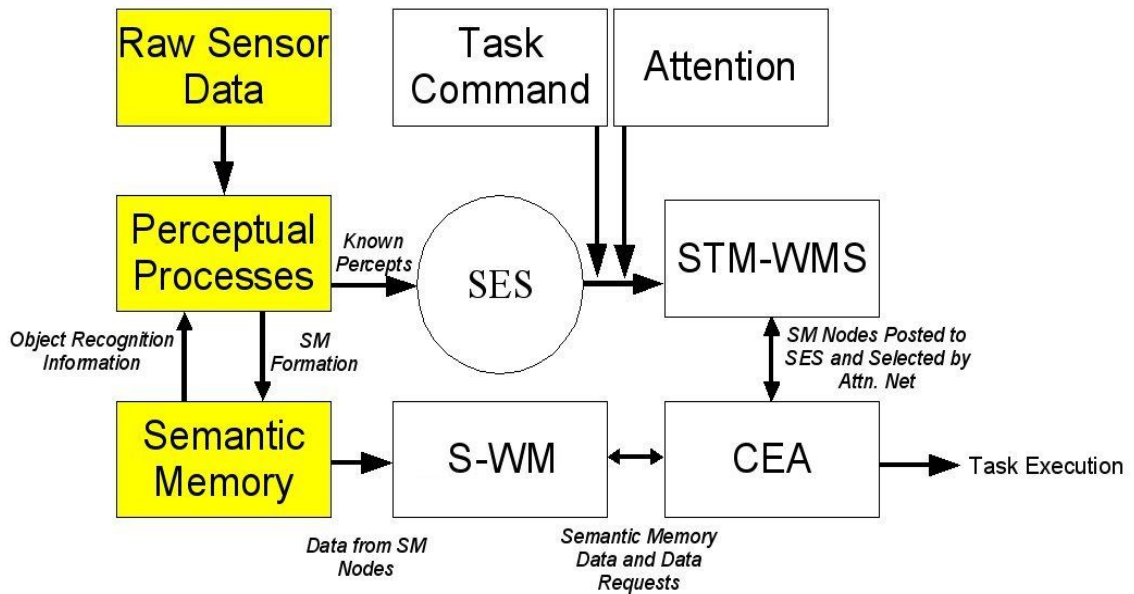 Raw Sensor
Data
Task
Command
Attention
Perceptual
Processes
Known
Percepts
SES
STM-WMS
Object Recognition
Information
SM
Formation
SM Nodes Posted to
SES and Selected by
Attn. Net
Semantic
Memory
S-WM
CEA
Task Execution
Data from SM
Nodes
Semantic Memory
Data and Data
Requests